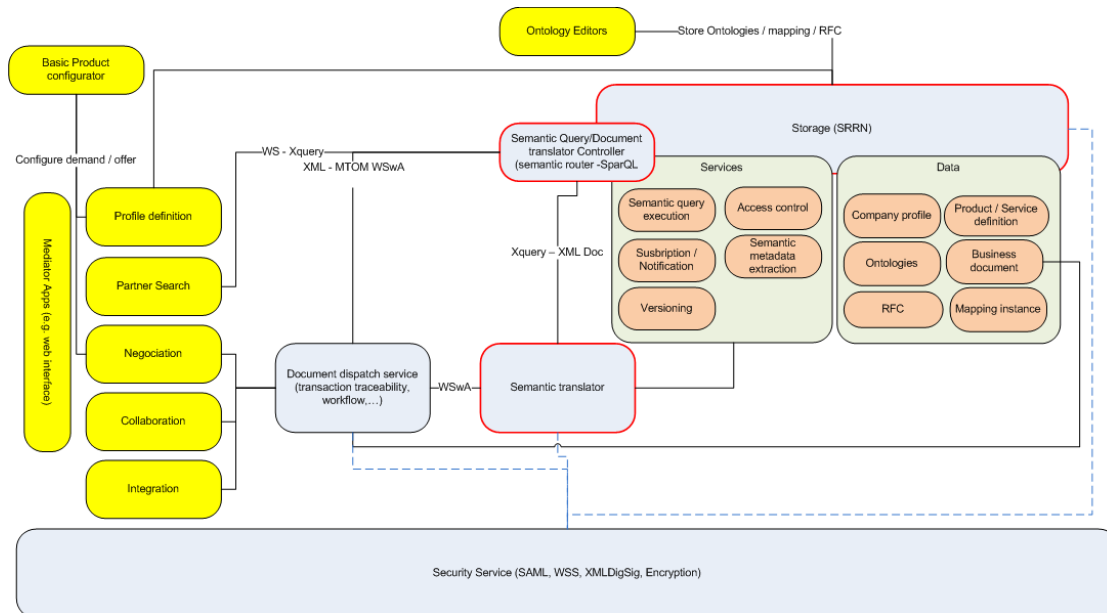 Ontology Editors
Store Ontologies / mapping / RFC
Basic Product
configurator
Storage (SRRN)
Semantic Query/Document
translator Controller
(semantic router -SparQL
WS - Xquery
XML - MTOM WSwA
Configure demand / offer
Services
Data
Mediator Apps (e.g. web interface)
Profile definition
Semantic query
execution
Access control
Company profile
Product / Service
definition
Xquery – XML Doc
Susbription /
Notification
Semantic
metadata
extraction
Ontologies
Business
document
Partner Search
Versioning
RFC
Mapping instance
Negociation
Document dispatch service
(transaction traceability,
workflow,…)
WSwA
Semantic translator
Collaboration
Integration
Security Service (SAML, WSS, XMLDigSig, Encryption)